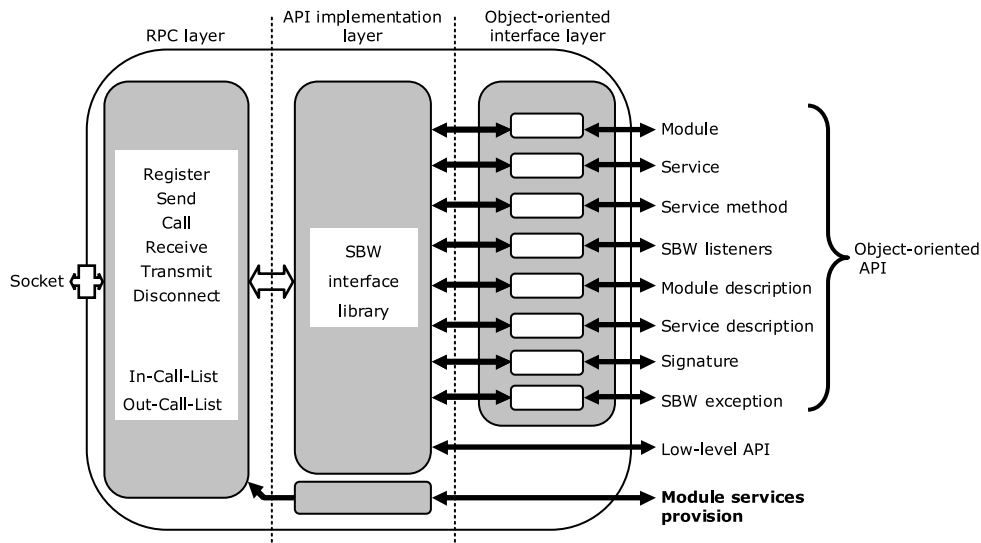 RPC layer
API implementation
layer
Object-oriented
interface layer
Register
Send
Call
Receive
Transmit
Disconnect
In-Call-List
Out-Call-List
Socket
SBW
interface
library
Module
Service
Service method
SBW listeners
Module description
Service description
Signature
SBW exception
Low-level API
Module services
provision
Object-oriented
API